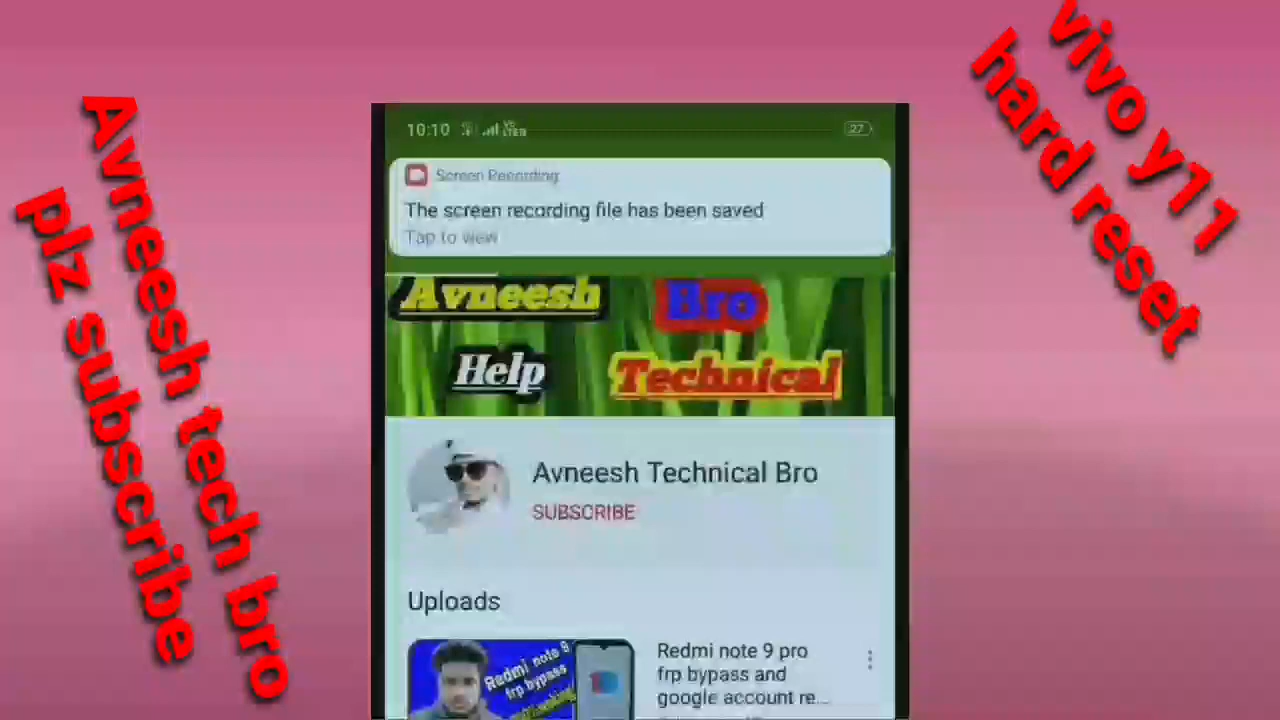 Avneesh tech bro
plz subscribe
vivo y11
hard reset
10:10
27
Screen Recording
The screen recording file has been saved
Tap to view
Avneesh Bro
Help Technical
Avneesh Technical Bro
SUBSCRIBE
Uploads
Redmi note 9
frp bypass
Redmi note 9 pro
frp bypass and
google account re...